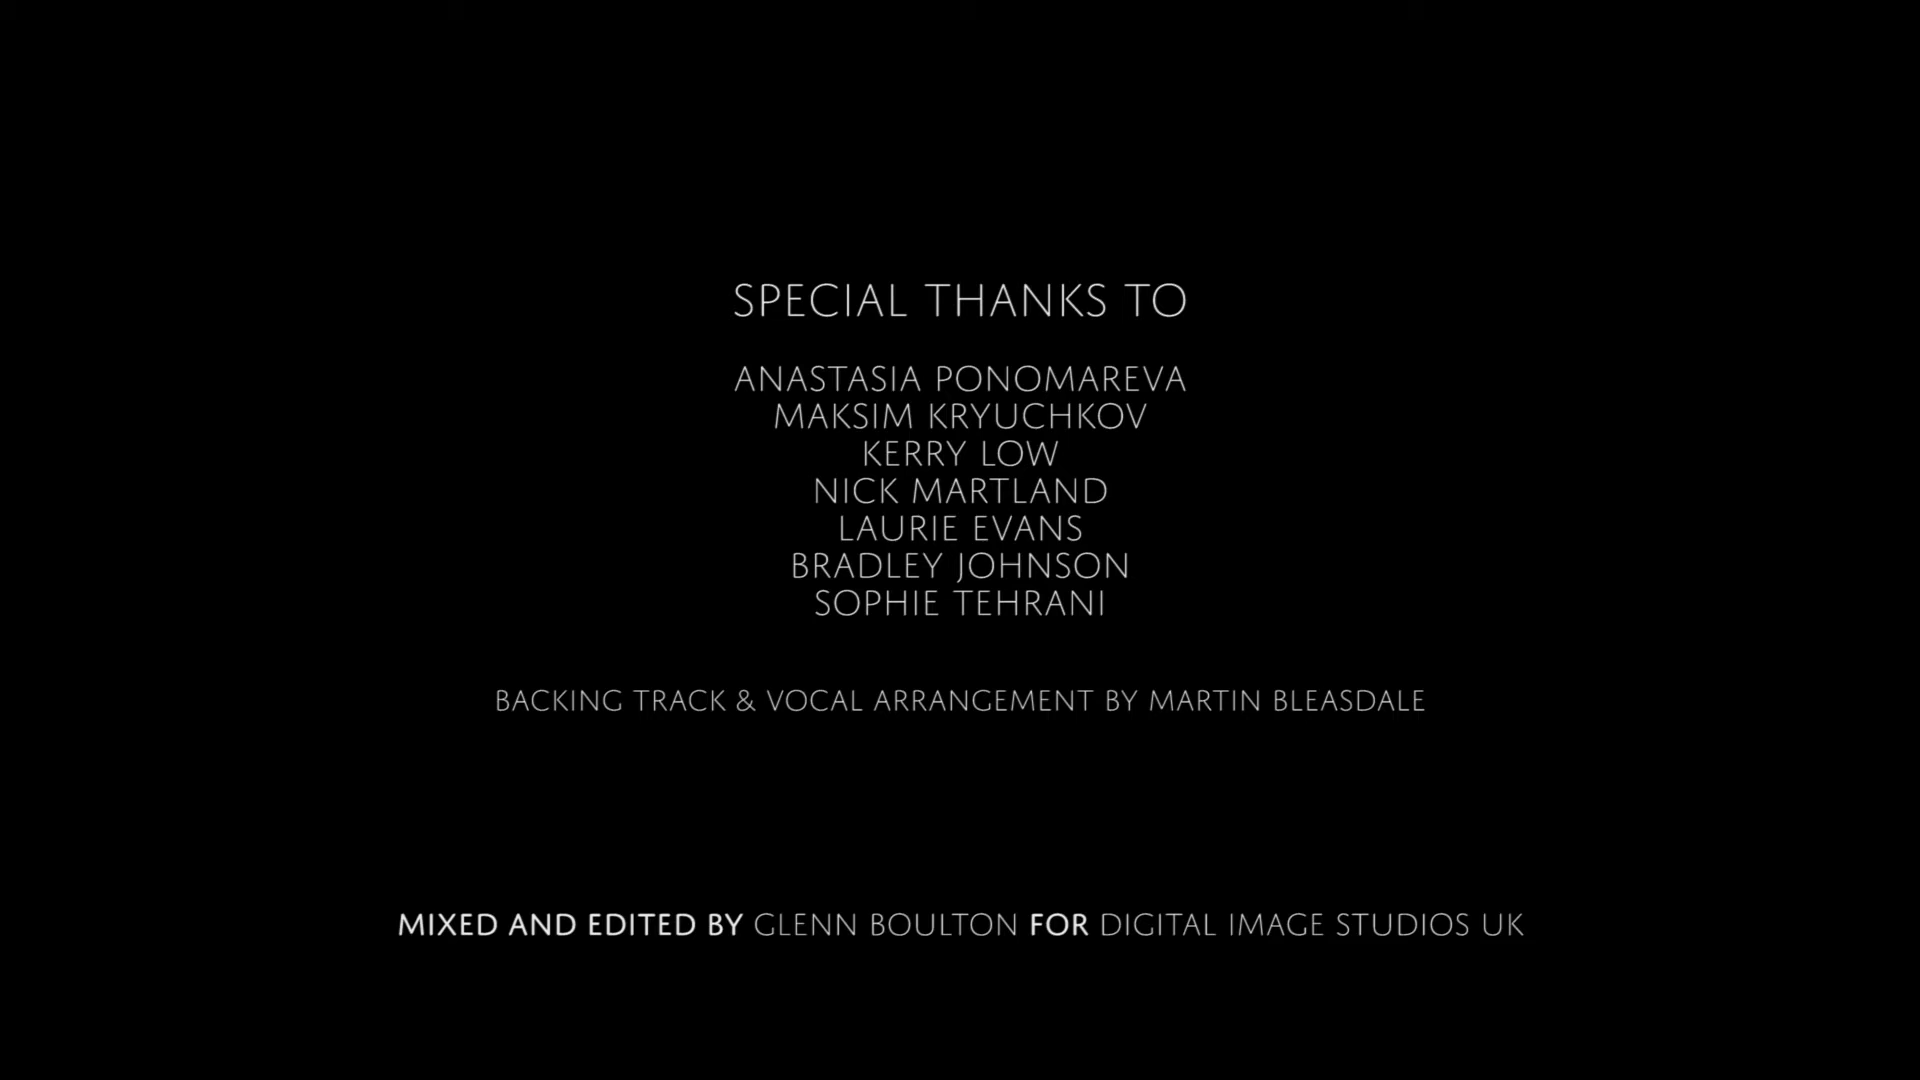 SPECIAL THANKS TO
ANASTASIA PONOMAREVA
MAKSIM KRYUCHKOV
KERRY LOW
NICK MARTLAND
LAURIE EVANS
BRADLEY JOHNSON
SOPHIE TEHRANI
BACKING TRACK & VOCAL ARRANGEMENT BY MARTIN BLEASDALE
MIXED AND EDITED BY GLENN BOULTON FOR DIGITAL IMAGE STUDIOS UK